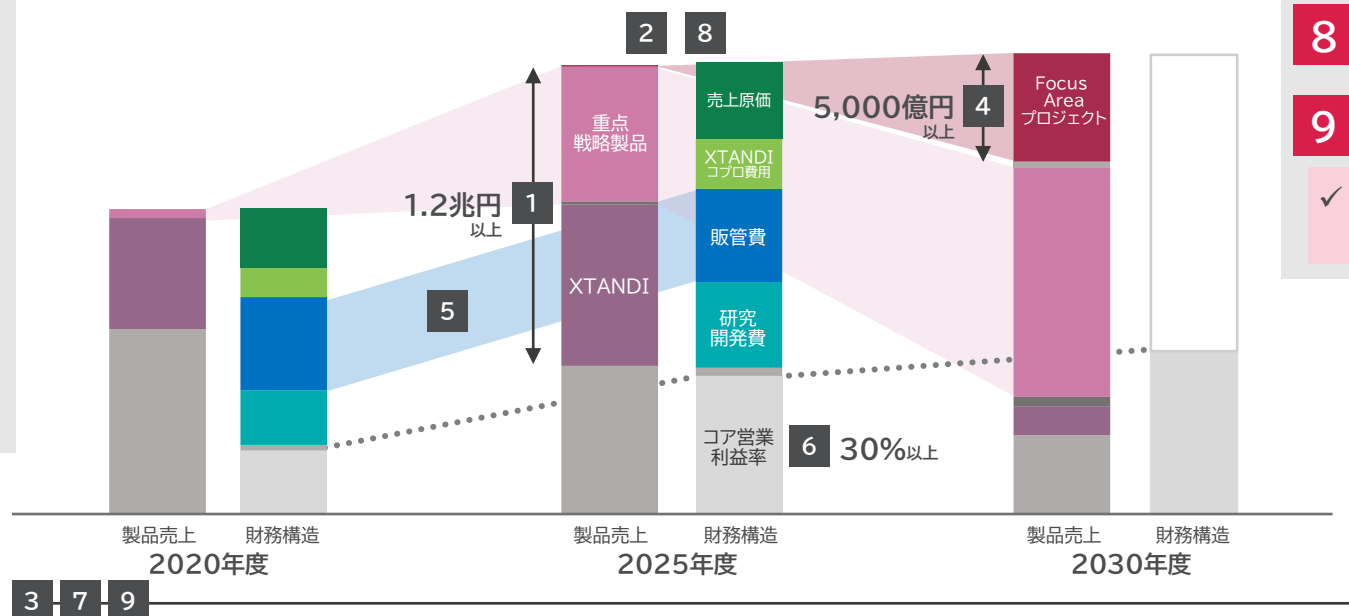 2 8
8
9
✓
売上原価
5,000億円
以上
4
Focus
Area
プロジェクト
重点
戦略製品
XTANDI
コプロ費用
1.2兆円
以上
1
販管費
XTANDI
5
研究
開発費
コア営業
利益率
6 30%以上
製品売上 財務構造 製品売上 財務構造 製品売上 財務構造
2020年度 2025年度 2030年度
3 7 9